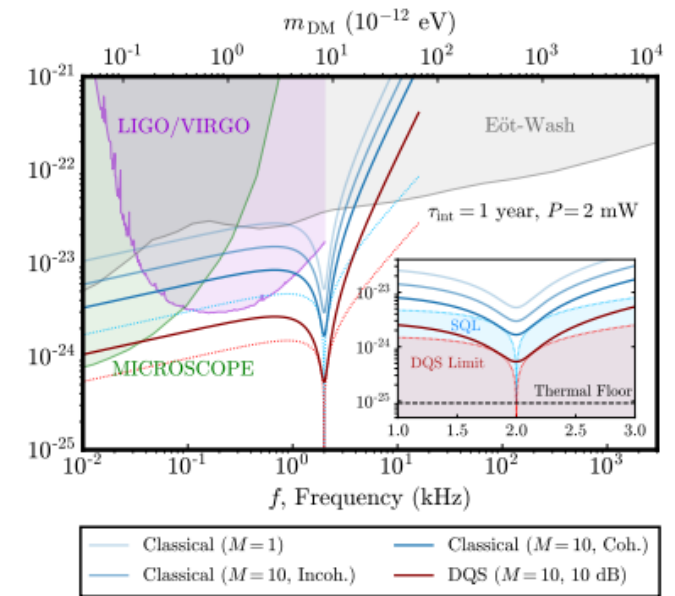 m_DM (10^-12 eV)
10^-1 10^0 10^1 10^2 10^3 10^4
10^-21
LIGO/VIRGO
Eöt-Wash
10^-22
τ_int = 1 year, P = 2 mW
10^-23
10^-23
SQL
10^-24
10^-24
DQS Limit
MICROSCOPE
Thermal Floor
10^-25
1.0 1.5 2.0 2.5 3.0
10^-25
10^-2 10^-1 10^0 10^1 10^2 10^3
f, Frequency (kHz)
Classical (M=1)
Classical (M=10, Coh.)
Classical (M=10, Incoh.)
DQS (M=10, 10 dB)